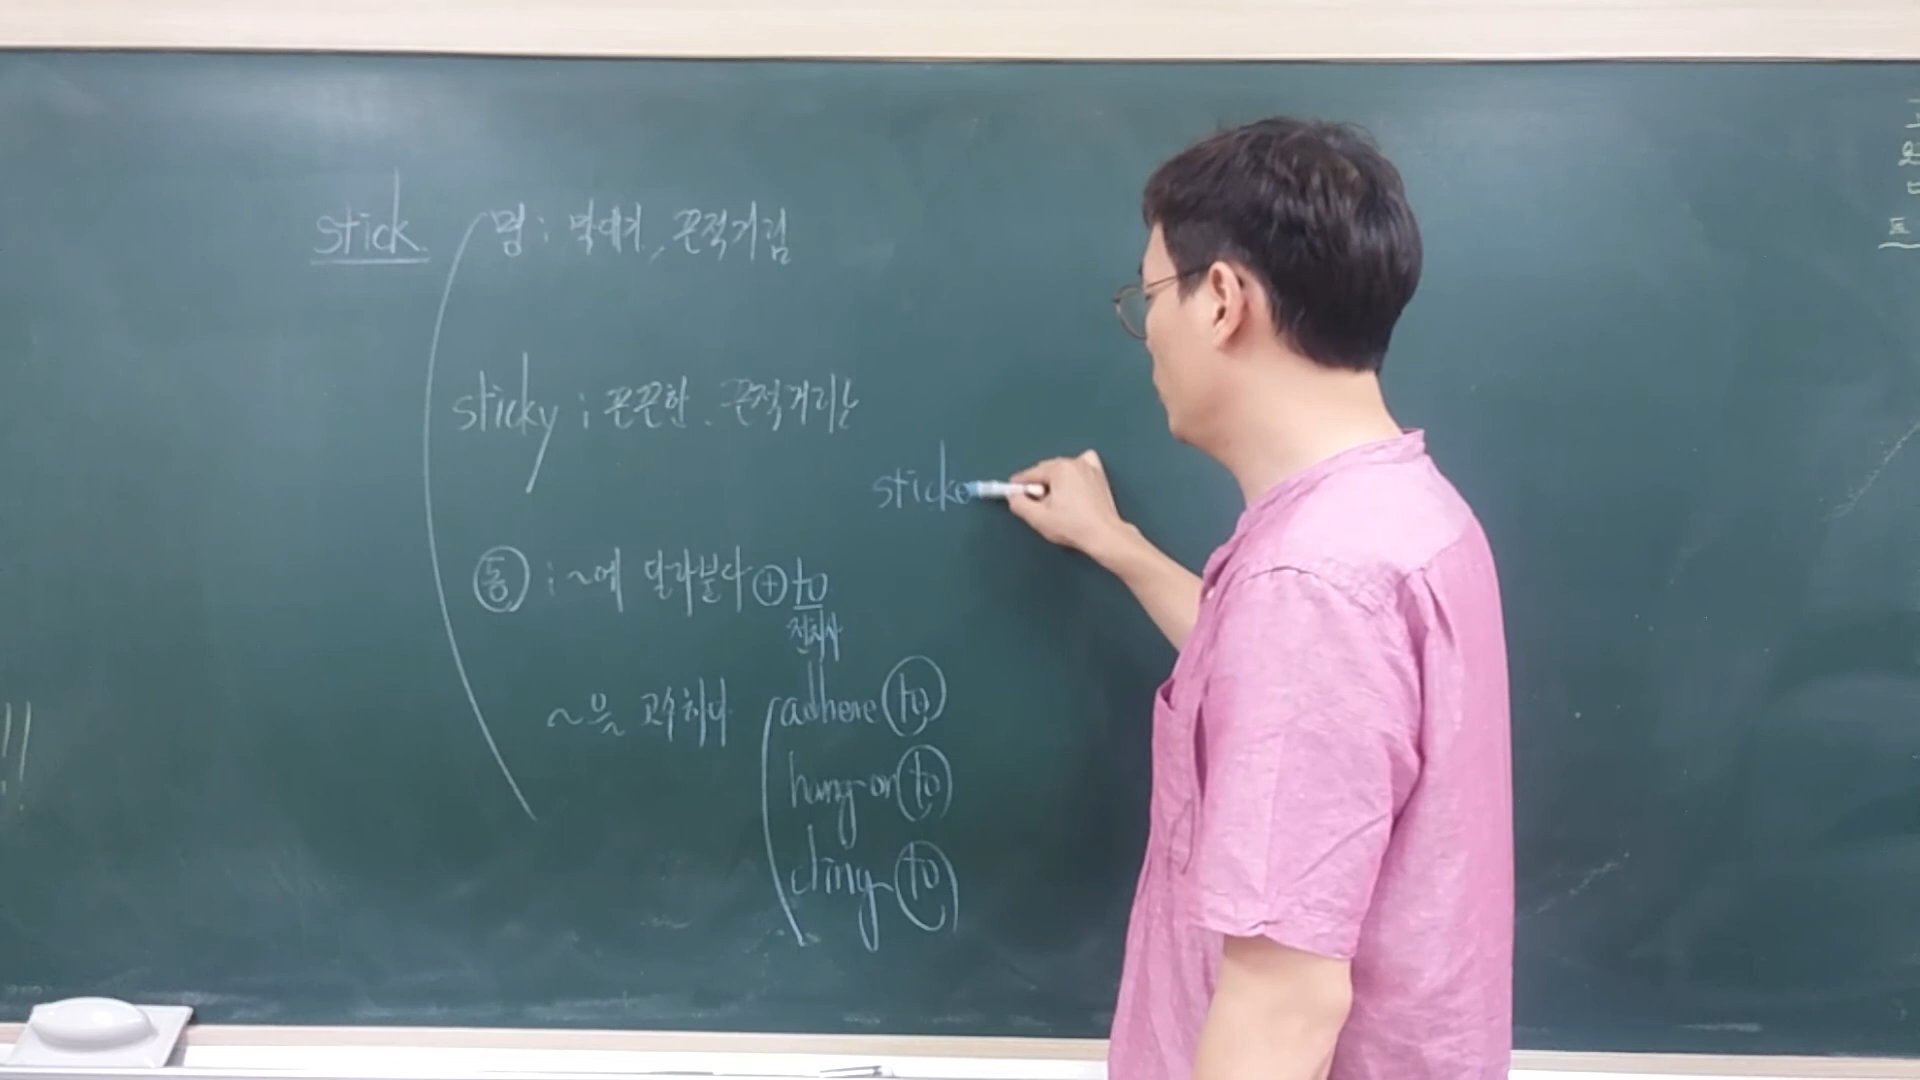 stick 명 : 막대기, 끈적거림
sticky : 끈끈한, 끈적거리는
sticke
동 : ~에 달라붙다 + to
전치사
~을 고수하다 adhere to
hang on to
cling to